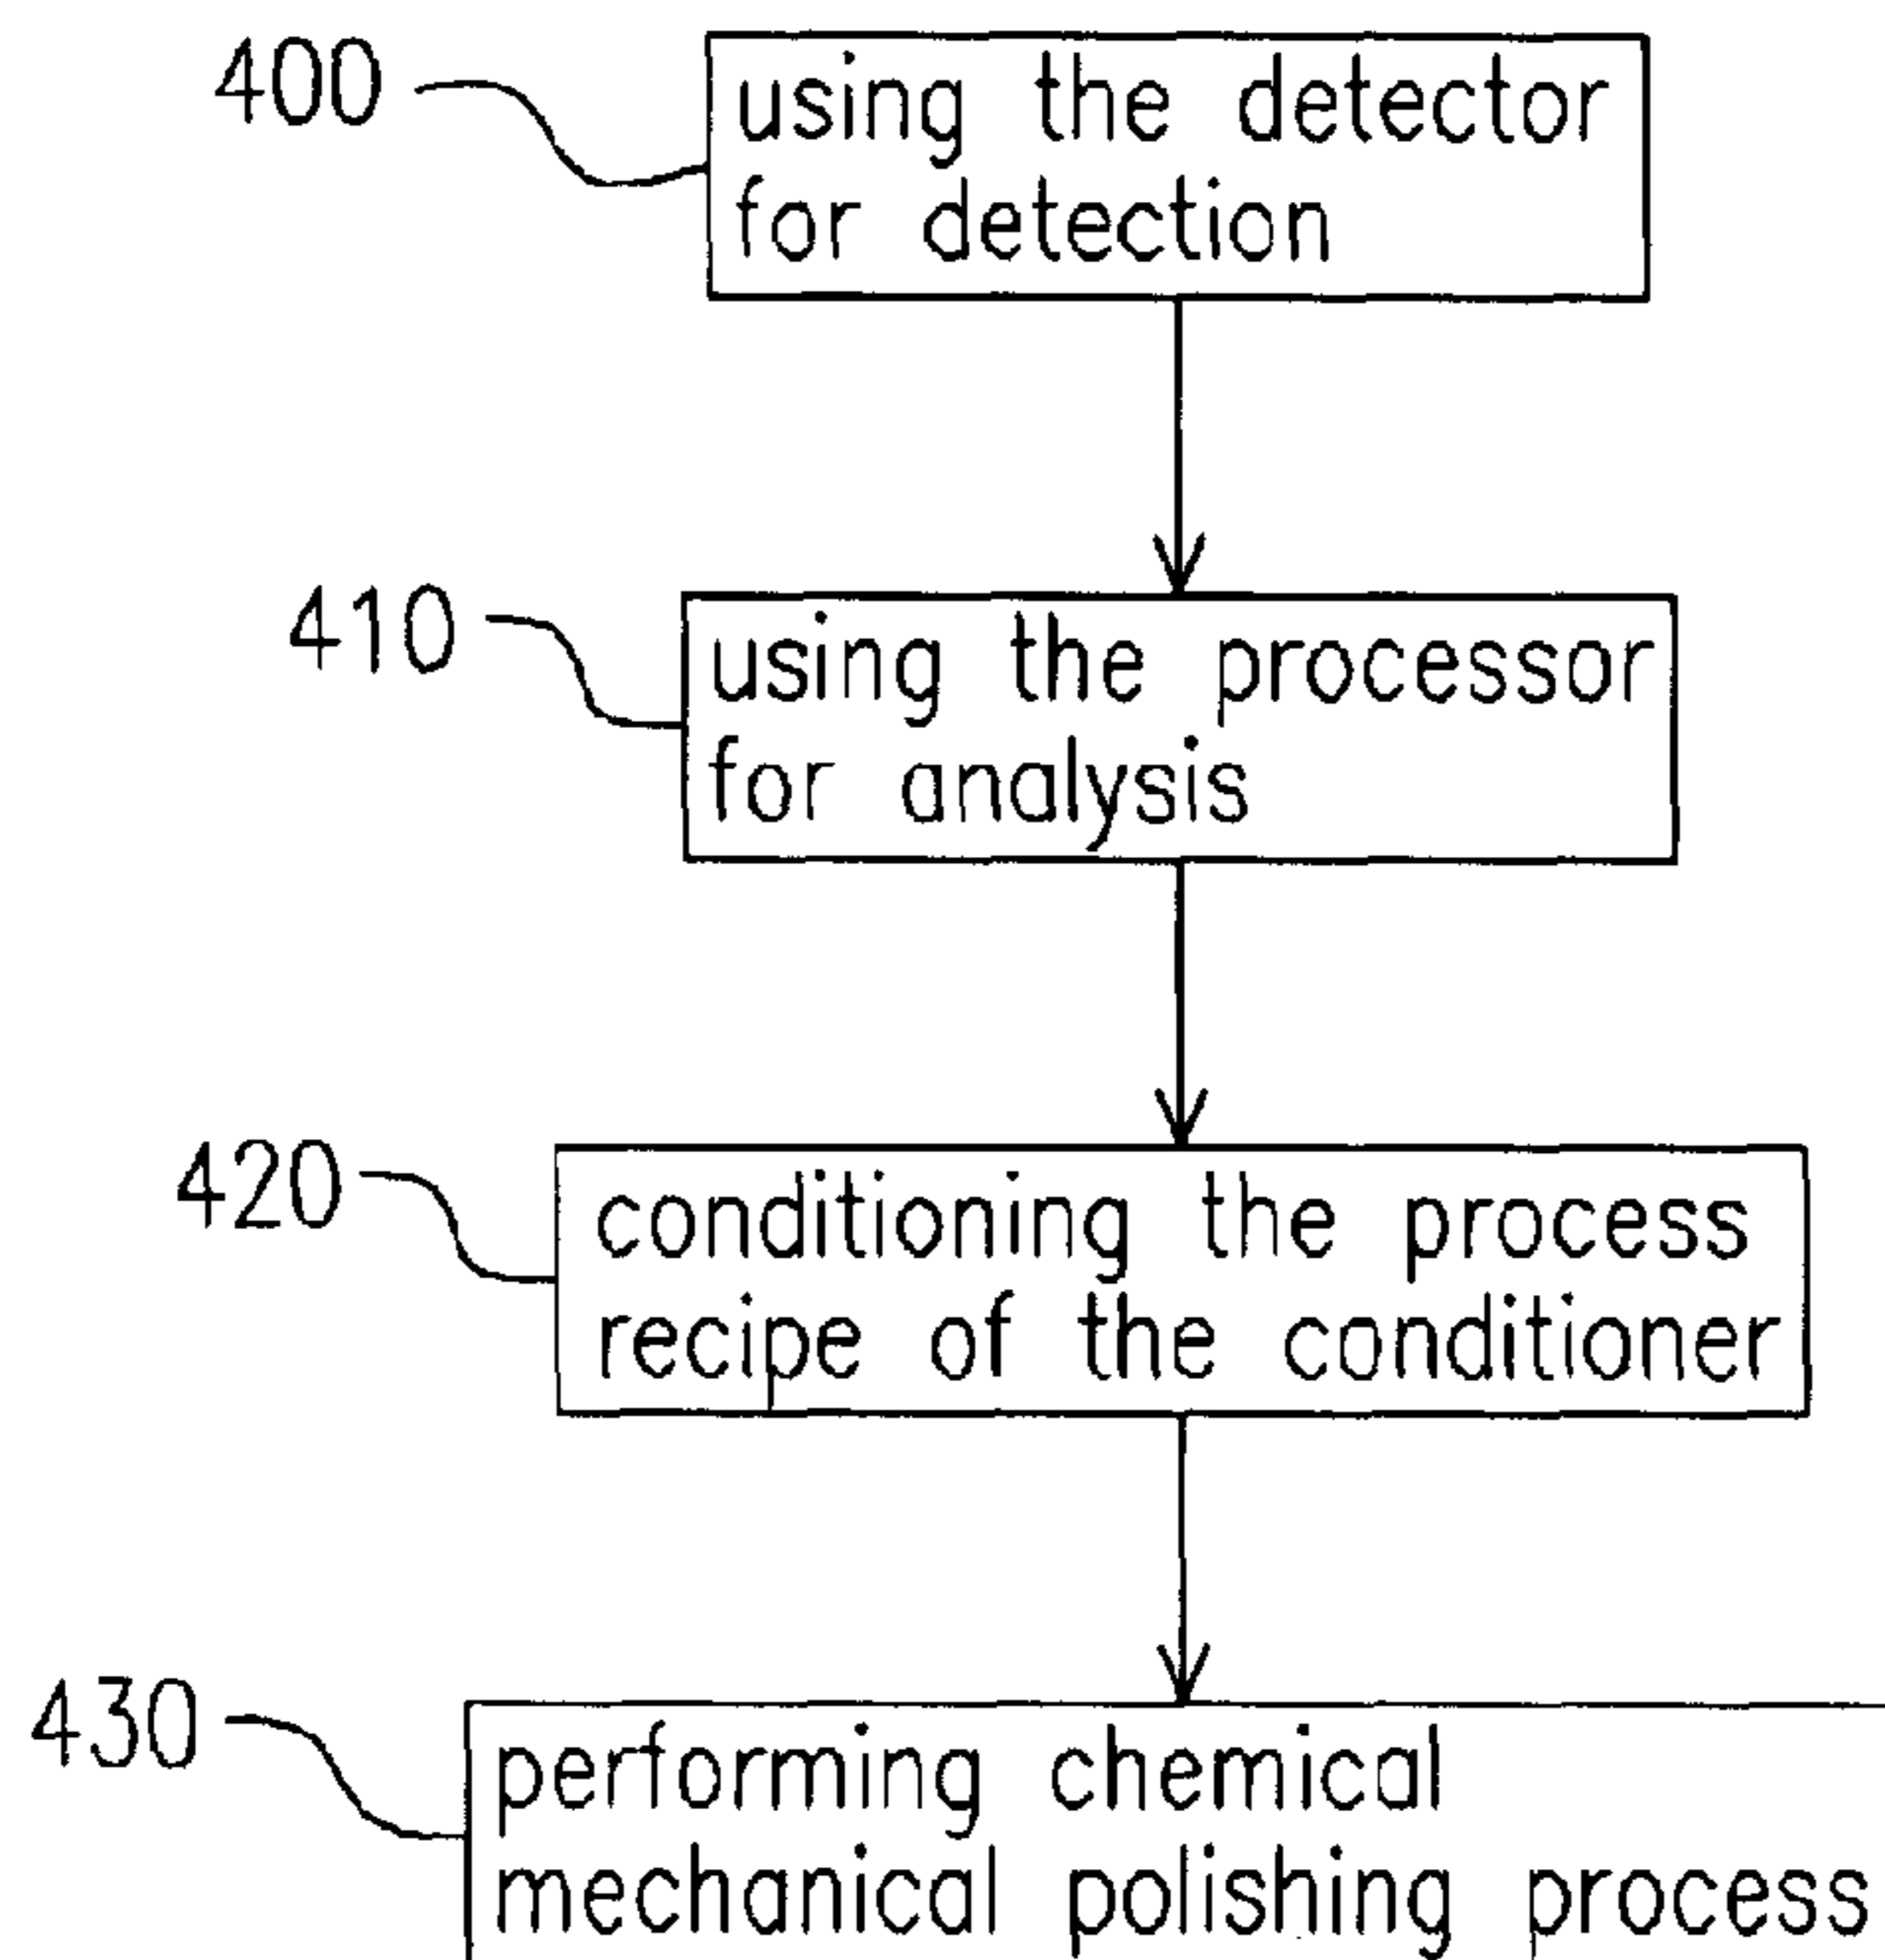 400
using the detector
for detection
410
using the processor
for analysis
420
conditioning the process
recipe of the conditioner
430
performing chemical
mechanical polishing process